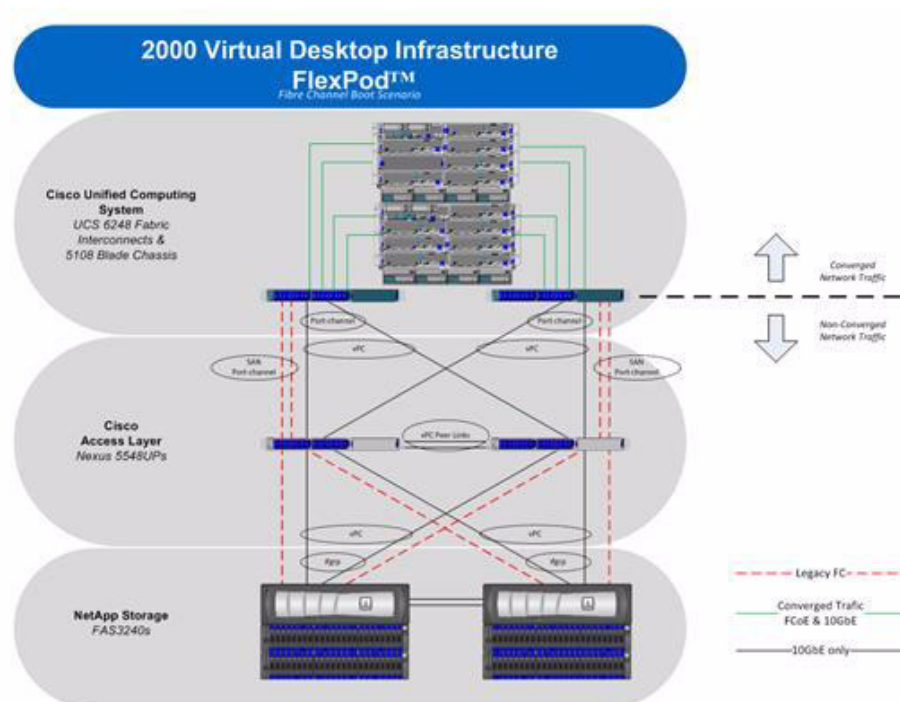 2000 Virtual Desktop Infrastructure
FlexPod™
Fibre Channel Boot Scenario
Cisco Unified Computing
System
UCS 6248 Fabric
Interconnects &
5108 Blade Chassis
Converged
Network Traffic
Port-channel
Port-channel
Non-Converged
Network Traffic
vPC
vPC
SAN
Port-channel
SAN
Port-channel
Cisco
Access Layer
Nexus 5548UPs
vPC Peer Links
vPC
vPC
ifgrp
ifgrp
NetApp Storage
FAS3240s
Legacy FC
Converged Trafic
FCoE & 10GbE
10GbE only